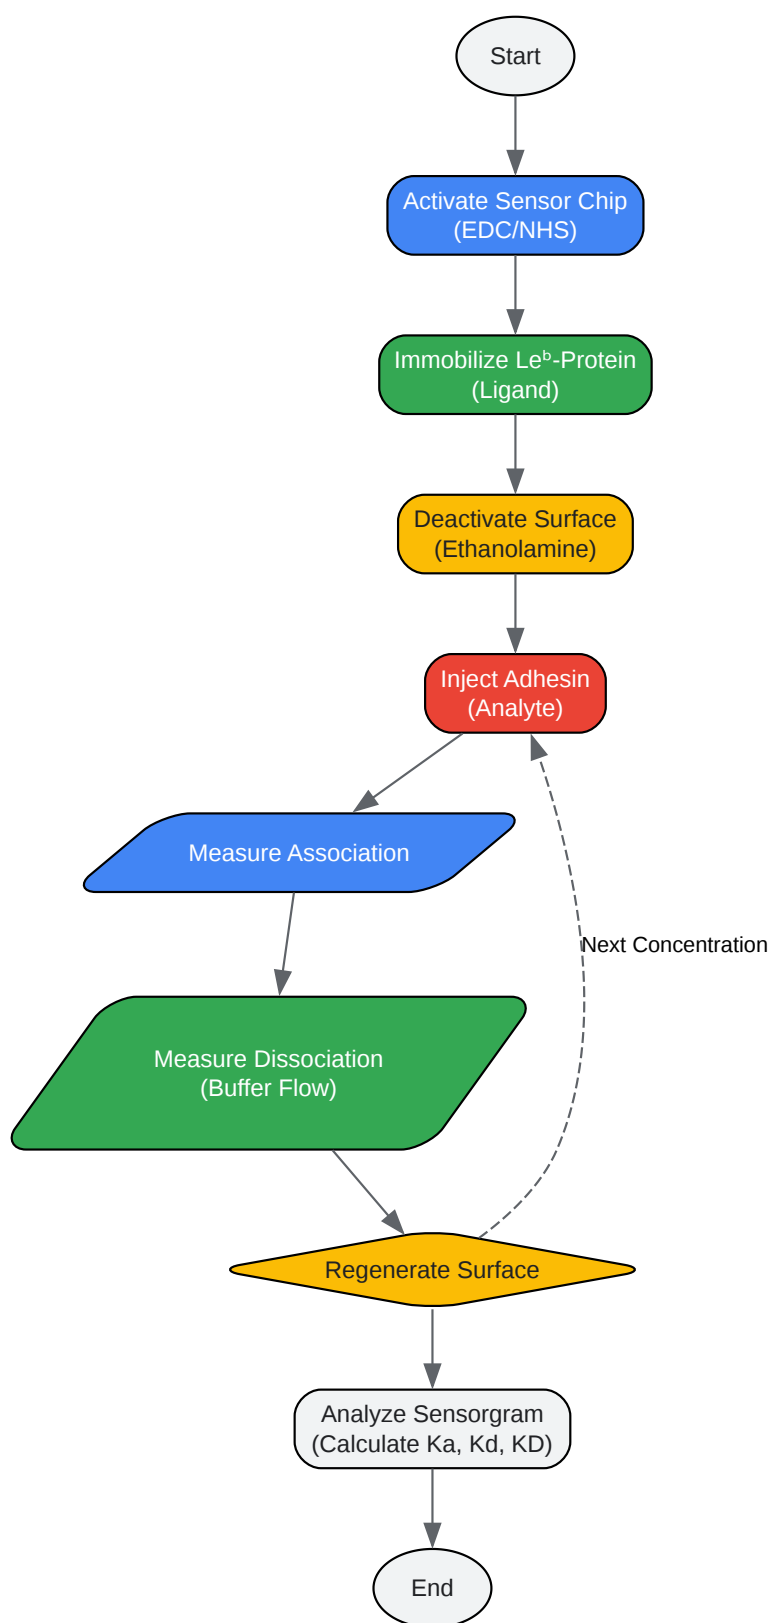 Start
Activate Sensor Chip
(EDC/NHS)
Immobilize Leᵇ-Protein
(Ligand)
Deactivate Surface
(Ethanolamine)
Inject Adhesin
(Analyte)
Measure Association
Next Concentration
Measure Dissociation
(Buffer Flow)
Regenerate Surface
Analyze Sensorgram
(Calculate Ka, Kd, KD)
End